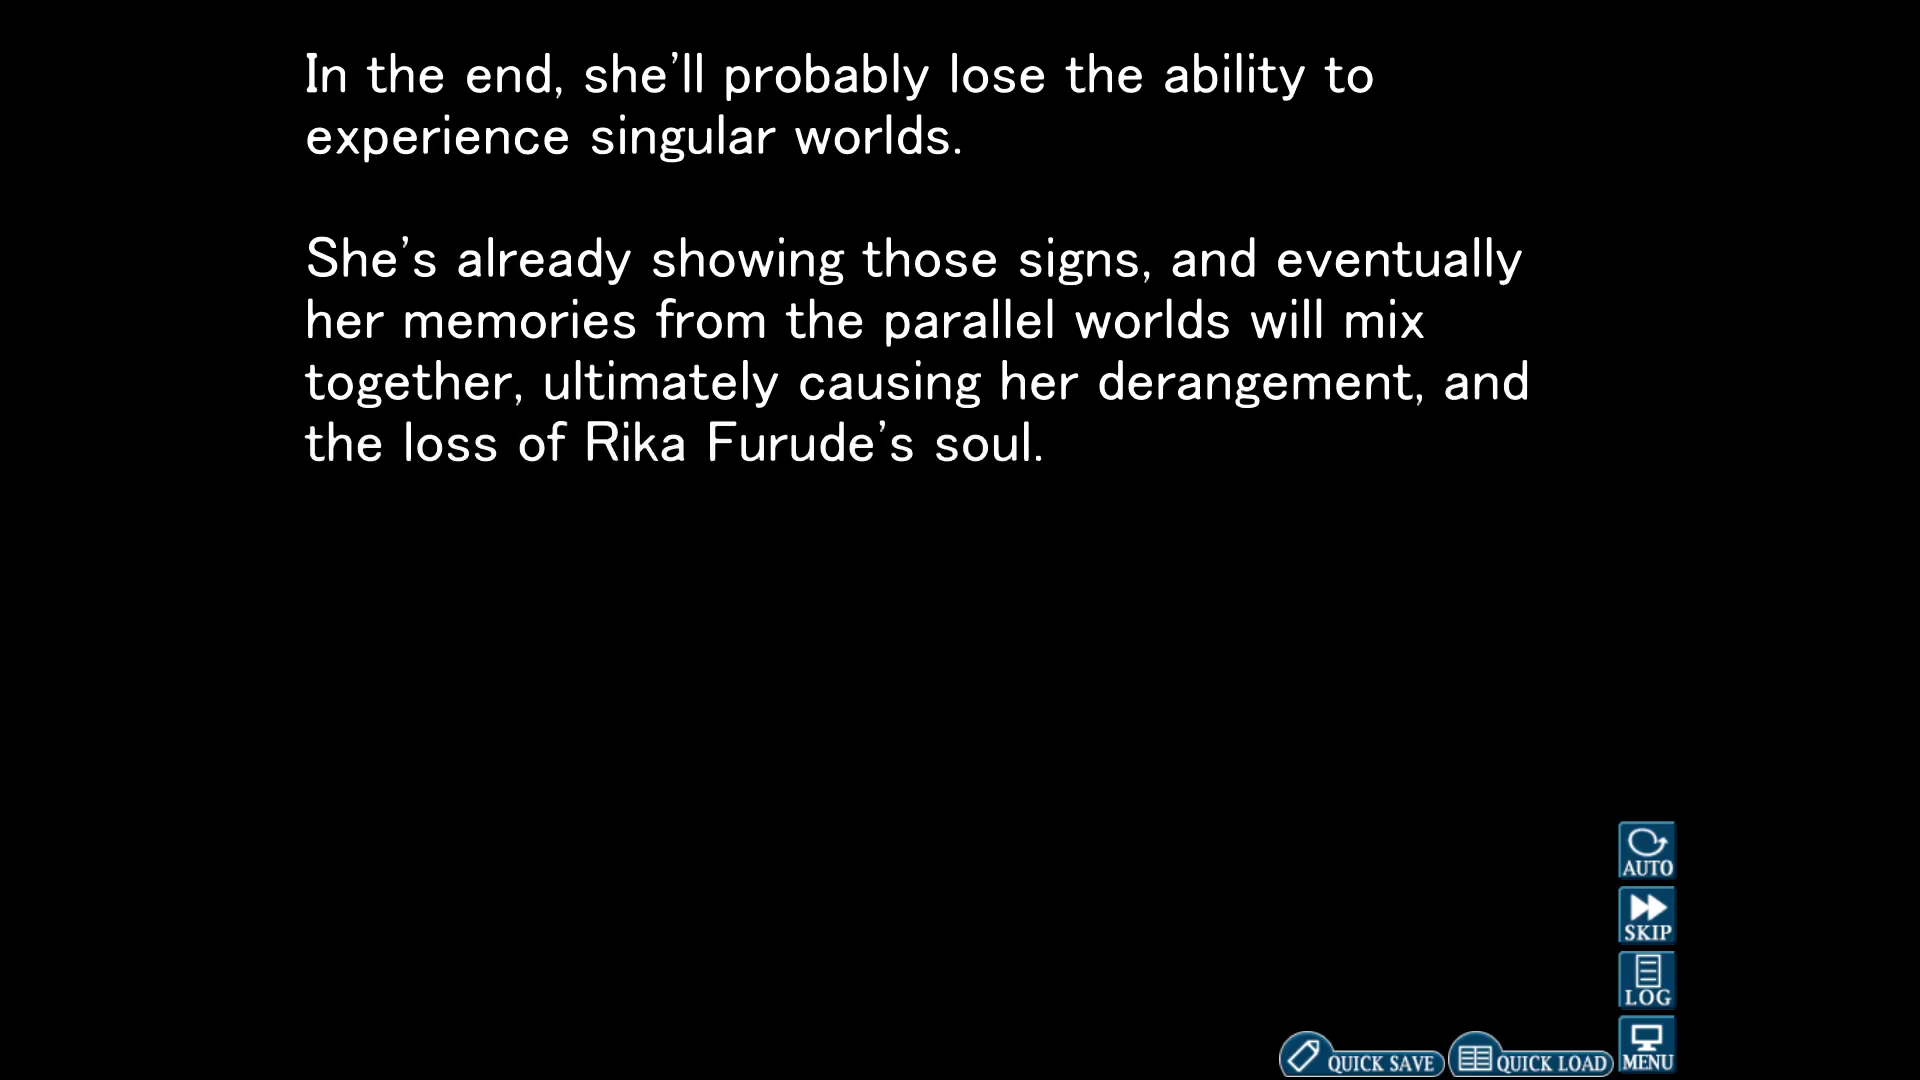 In the end, she’ll probably lose the ability to
experience singular worlds.
She’s already showing those signs, and eventually
her memories from the parallel worlds will mix
together, ultimately causing her derangement, and
the loss of Rika Furude’s soul.
AUTO
SKIP
LOG
MENU
QUICK SAVE
QUICK LOAD